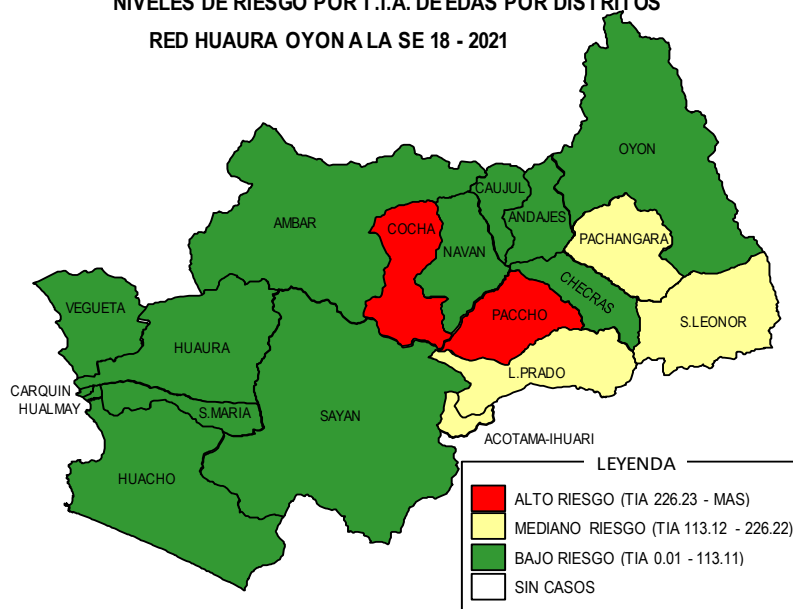 NIVELES DE RIESGO POR T.I.A. DE EDAS POR DISTRITOS
RED HUAURA OYON A LA SE 18 - 2021
OYON
CAUJUL
ANDAJES
AMBAR
COCHA
NAVAN
PACHANGARA
CHECRAS
VEGUETA
PACCHO
S.LEONOR
HUAURA
L.PRADO
CARQUIN
HUALMAY
S.MARIA
SAYAN
ACOTAMA-IHUARI
HUACHO
LEYENDA
ALTO RIESGO (TIA 226.23 - MAS)
MEDIANO RIESGO (TIA 113.12 - 226.22)
BAJO RIESGO (TIA 0.01 - 113.11)
SIN CASOS